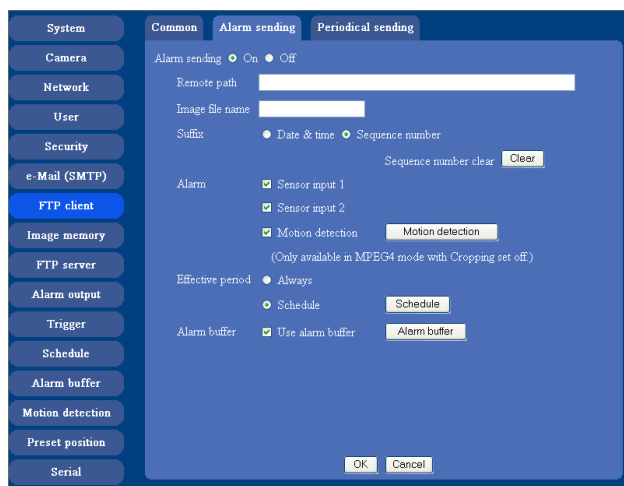 System
Camera
Network
User
Security
e-Mail (SMTP)
FTP client
Image memory
FTP server
Alarm output
Trigger
Schedule
Alarm buffer
Motion detection
Preset position
Serial
Common Alarm sending Periodical sending
Alarm sending On Off
Remote path
Image file name
Suffix Date & time Sequence number
Sequence number clear Clear
Alarm Sensor input 1
Sensor input 2
Motion detection Motion detection
(Only available in MPEG4 mode with Cropping set off.)
Effective period Always
Schedule Schedule
Alarm buffer Use alarm buffer Alarm buffer
OK Cancel